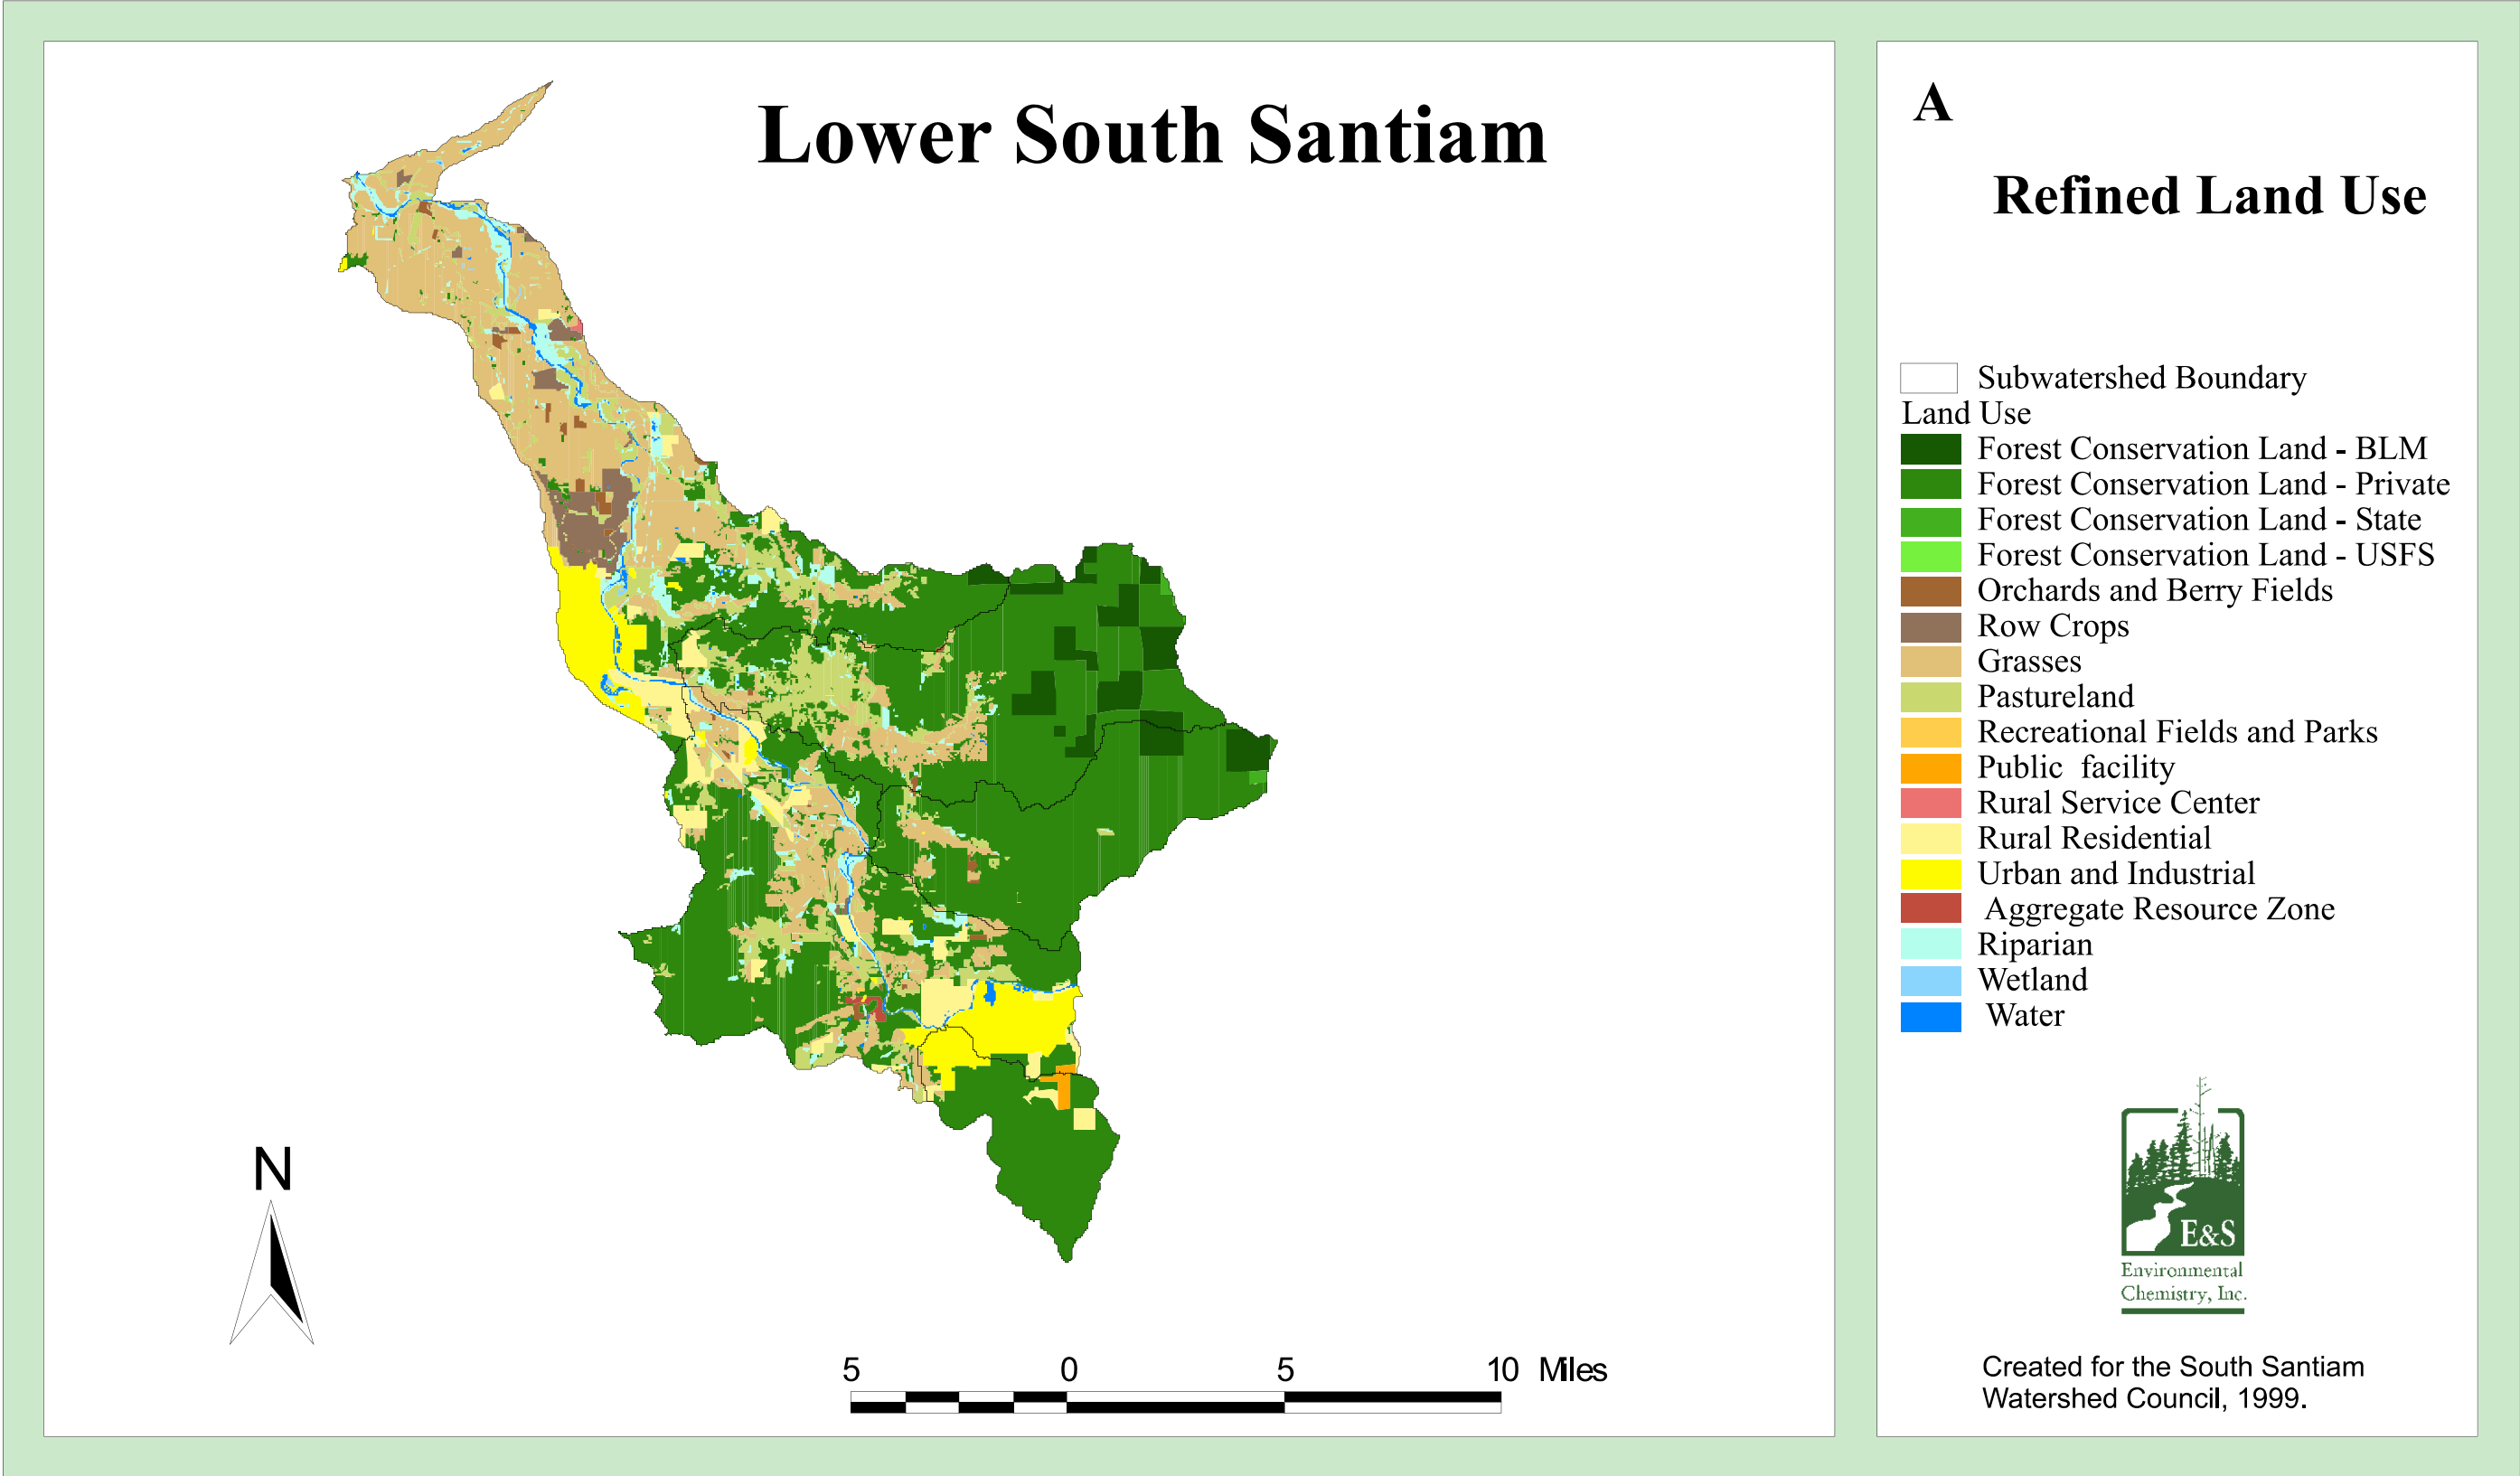 Lower South Santiam
N
5 0 5 10 Miles
A
Refined Land Use
Subwatershed Boundary
Land Use
Forest Conservation Land - BLM
Forest Conservation Land - Private
Forest Conservation Land - State
Forest Conservation Land - USFS
Orchards and Berry Fields
Row Crops
Grasses
Pastureland
Recreational Fields and Parks
Public facility
Rural Service Center
Rural Residential
Urban and Industrial
Aggregate Resource Zone
Riparian
Wetland
Water
E&S
Environmental
Chemistry, Inc.
Created for the South Santiam
Watershed Council, 1999.